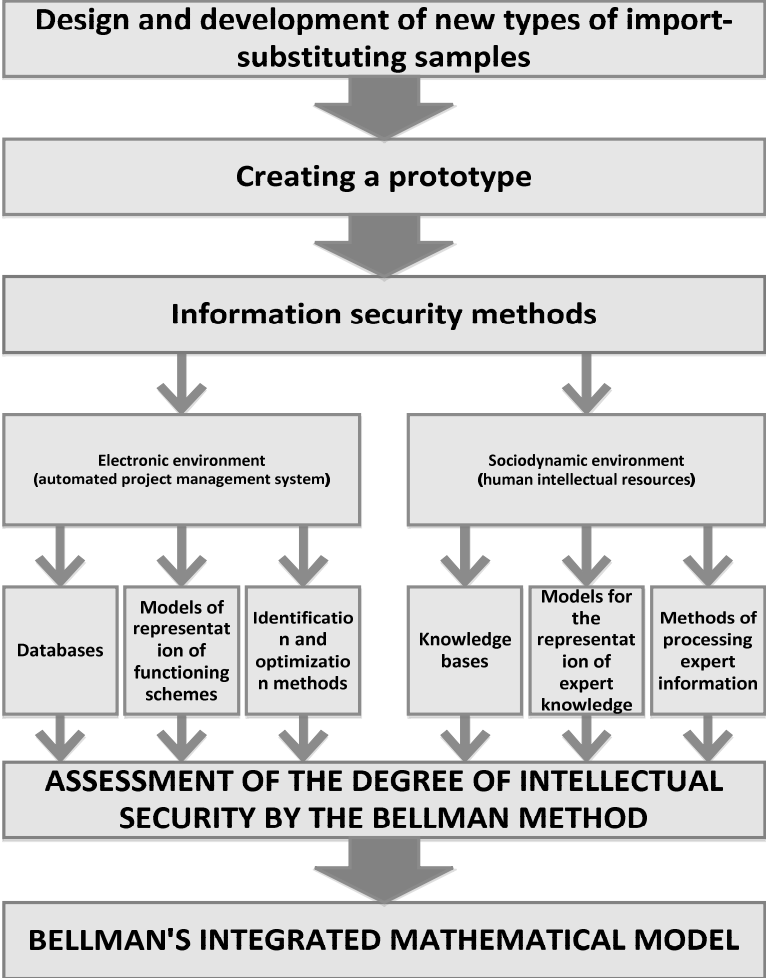 Design and development of new types of import-
substituting samples
Creating a prototype
Information security methods
Electronic environment
(automated project management system)
Sociodynamic environment
(human intellectual resources)
Databases
Models of
representat
ion of
functioning
schemes
Identificatio
n and
optimizatio
n methods
Knowledge
bases
Models for
the
representat
ion of
expert
knowledge
Methods of
processing
expert
information
ASSESSMENT OF THE DEGREE OF INTELLECTUAL
SECURITY BY THE BELLMAN METHOD
BELLMAN'S INTEGRATED MATHEMATICAL MODEL